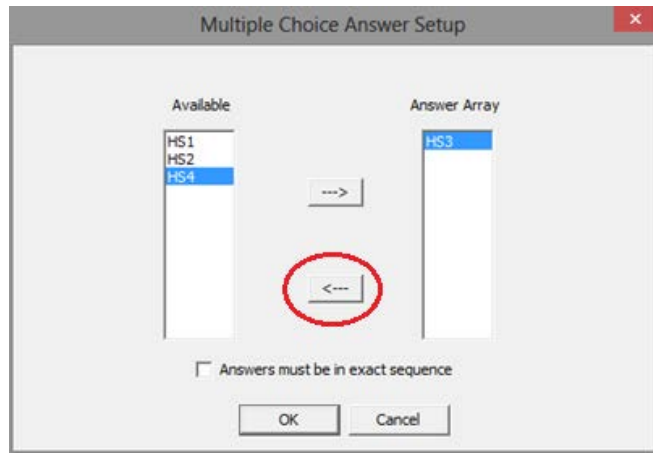 Multiple Choice Answer Setup
×
Available
Answer Array
HS1
HS2
HS4
HS3
--->
<---
Answers must be in exact sequence
OK
Cancel